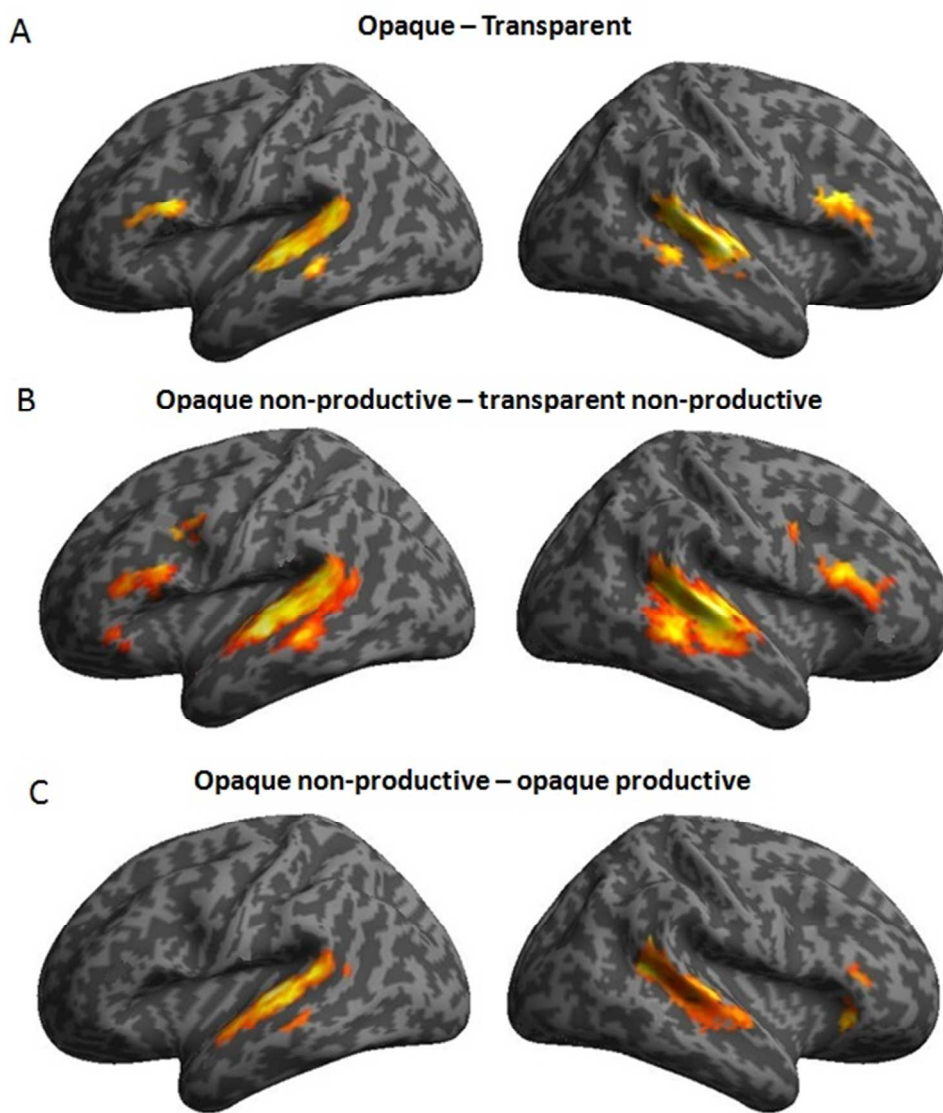 A
Opaque – Transparent
B
Opaque non-productive – transparent non-productive
C
Opaque non-productive – opaque productive